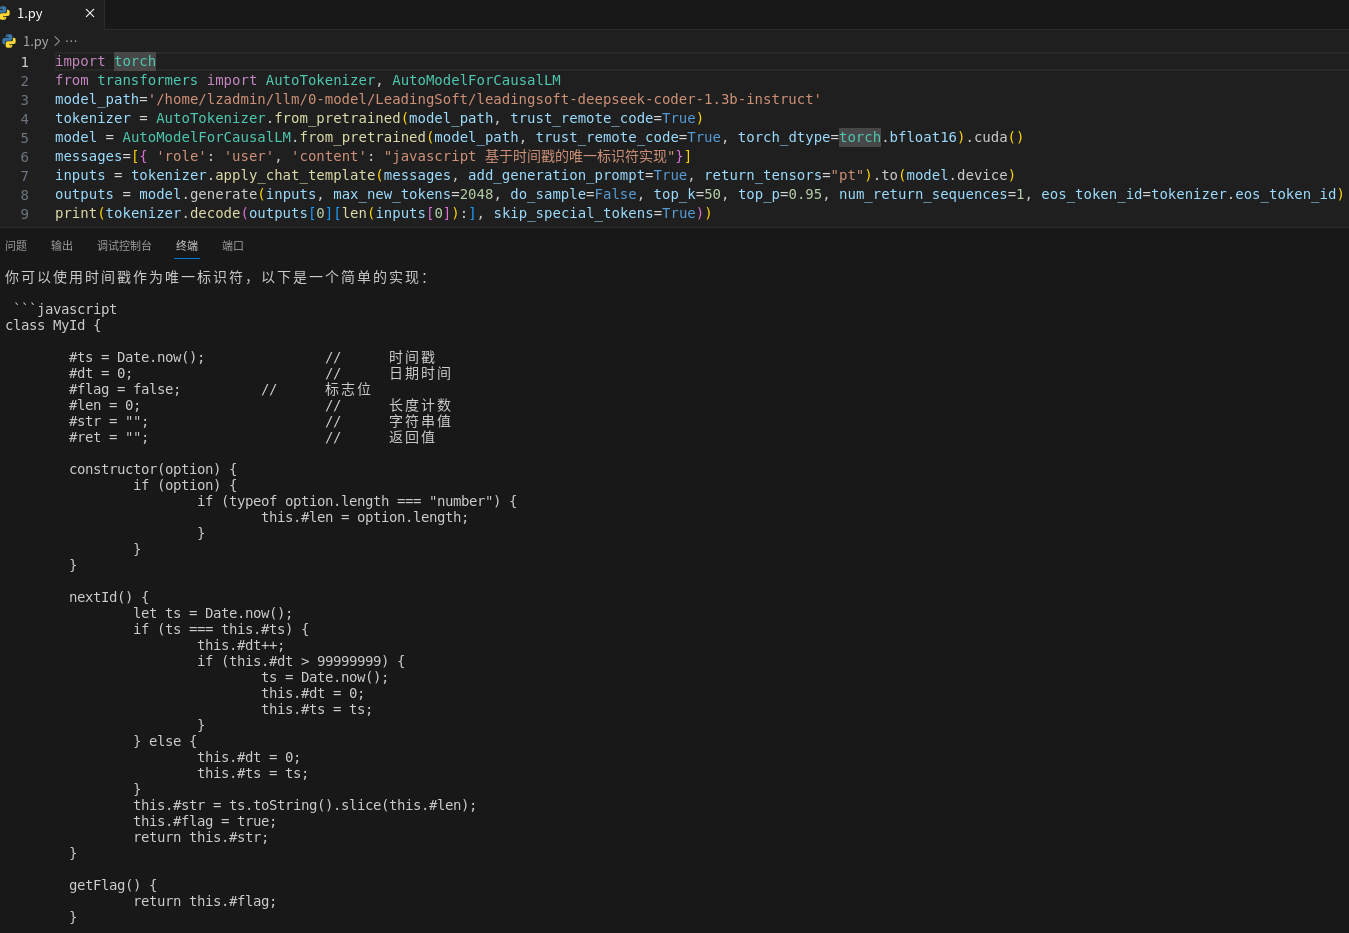 1.py
1.py > ...
1 import torch
2 from transformers import AutoTokenizer, AutoModelForCausalLM
3 model_path='/home/lzadmin/llm/0-model/LeadingSoft/leadingsoft-deepseek-coder-1.3b-instruct'
4 tokenizer = AutoTokenizer.from_pretrained(model_path, trust_remote_code=True)
5 model = AutoModelForCausalLM.from_pretrained(model_path, trust_remote_code=True, torch_dtype=torch.bfloat16).cuda()
6 messages=[{ 'role': 'user', 'content': "javascript 基于时间戳的唯一标识符实现"}]
7 inputs = tokenizer.apply_chat_template(messages, add_generation_prompt=True, return_tensors="pt").to(model.device)
8 outputs = model.generate(inputs, max_new_tokens=2048, do_sample=False, top_k=50, top_p=0.95, num_return_sequences=1, eos_token_id=tokenizer.eos_token_id)
9 print(tokenizer.decode(outputs[0][len(inputs[0]):], skip_special_tokens=True))
问题 输出 调试控制台 终端 端口
你可以使用时间戳作为唯一标识符，以下是一个简单的实现：
```javascript
class MyId {
#ts = Date.now(); // 时间戳
#dt = 0; // 日期时间
#flag = false; // 标志位
#len = 0; // 长度计数
#str = ""; // 字符串值
#ret = ""; // 返回值
constructor(option) {
if (option) {
if (typeof option.length === "number") {
this.#len = option.length;
}
}
}
nextId() {
let ts = Date.now();
if (ts === this.#ts) {
this.#dt++;
if (this.#dt > 99999999) {
ts = Date.now();
this.#dt = 0;
this.#ts = ts;
}
} else {
this.#dt = 0;
this.#ts = ts;
}
this.#str = ts.toString().slice(this.#len);
this.#flag = true;
return this.#str;
}
getFlag() {
return this.#flag;
}